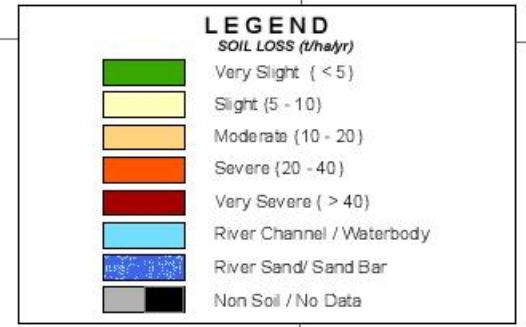 LEGEND
SOIL LOSS (t/ha/yr)
Very Slight ( < 5)
Slight (5 - 10)
Moderate (10 - 20)
Severe (20 - 40)
Very Severe ( > 40)
River Channel / Waterbody
River Sand/ Sand Bar
Non Soil / No Data